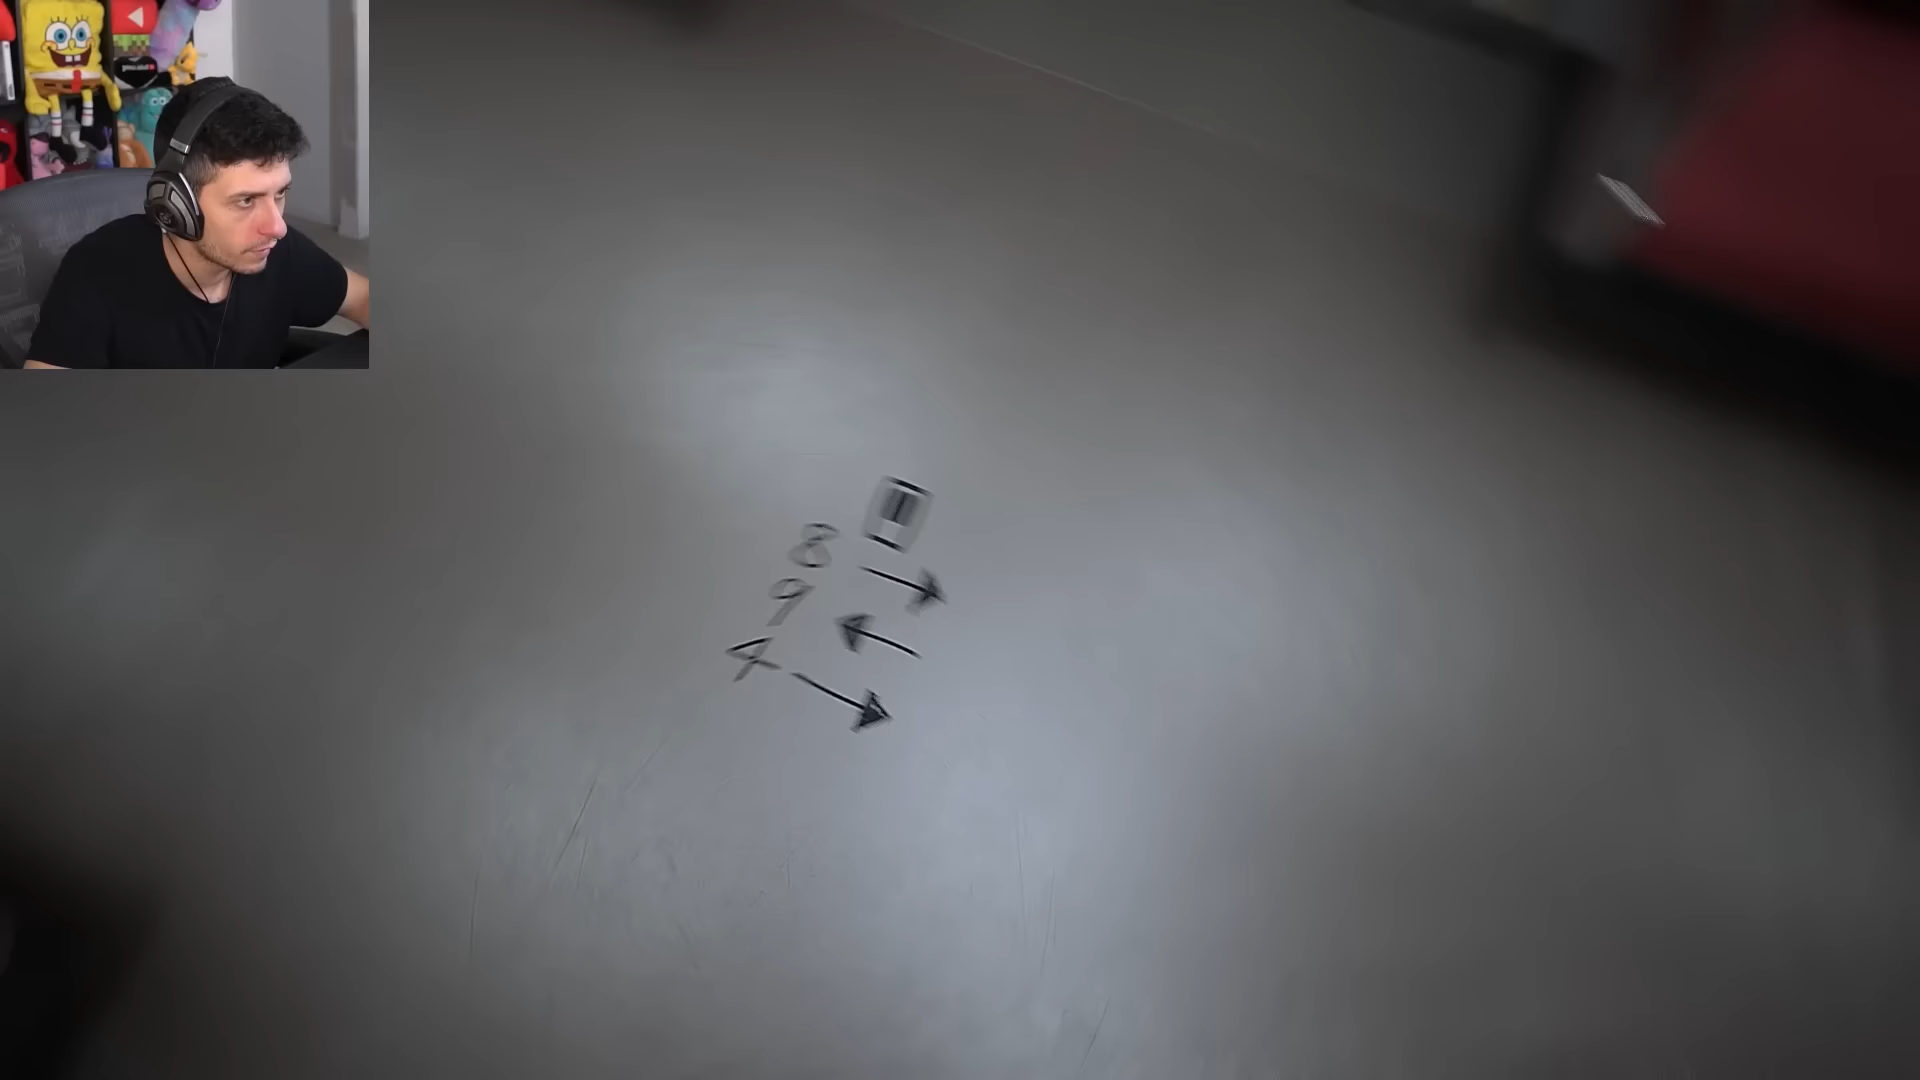 8 →
9 ←
4 →